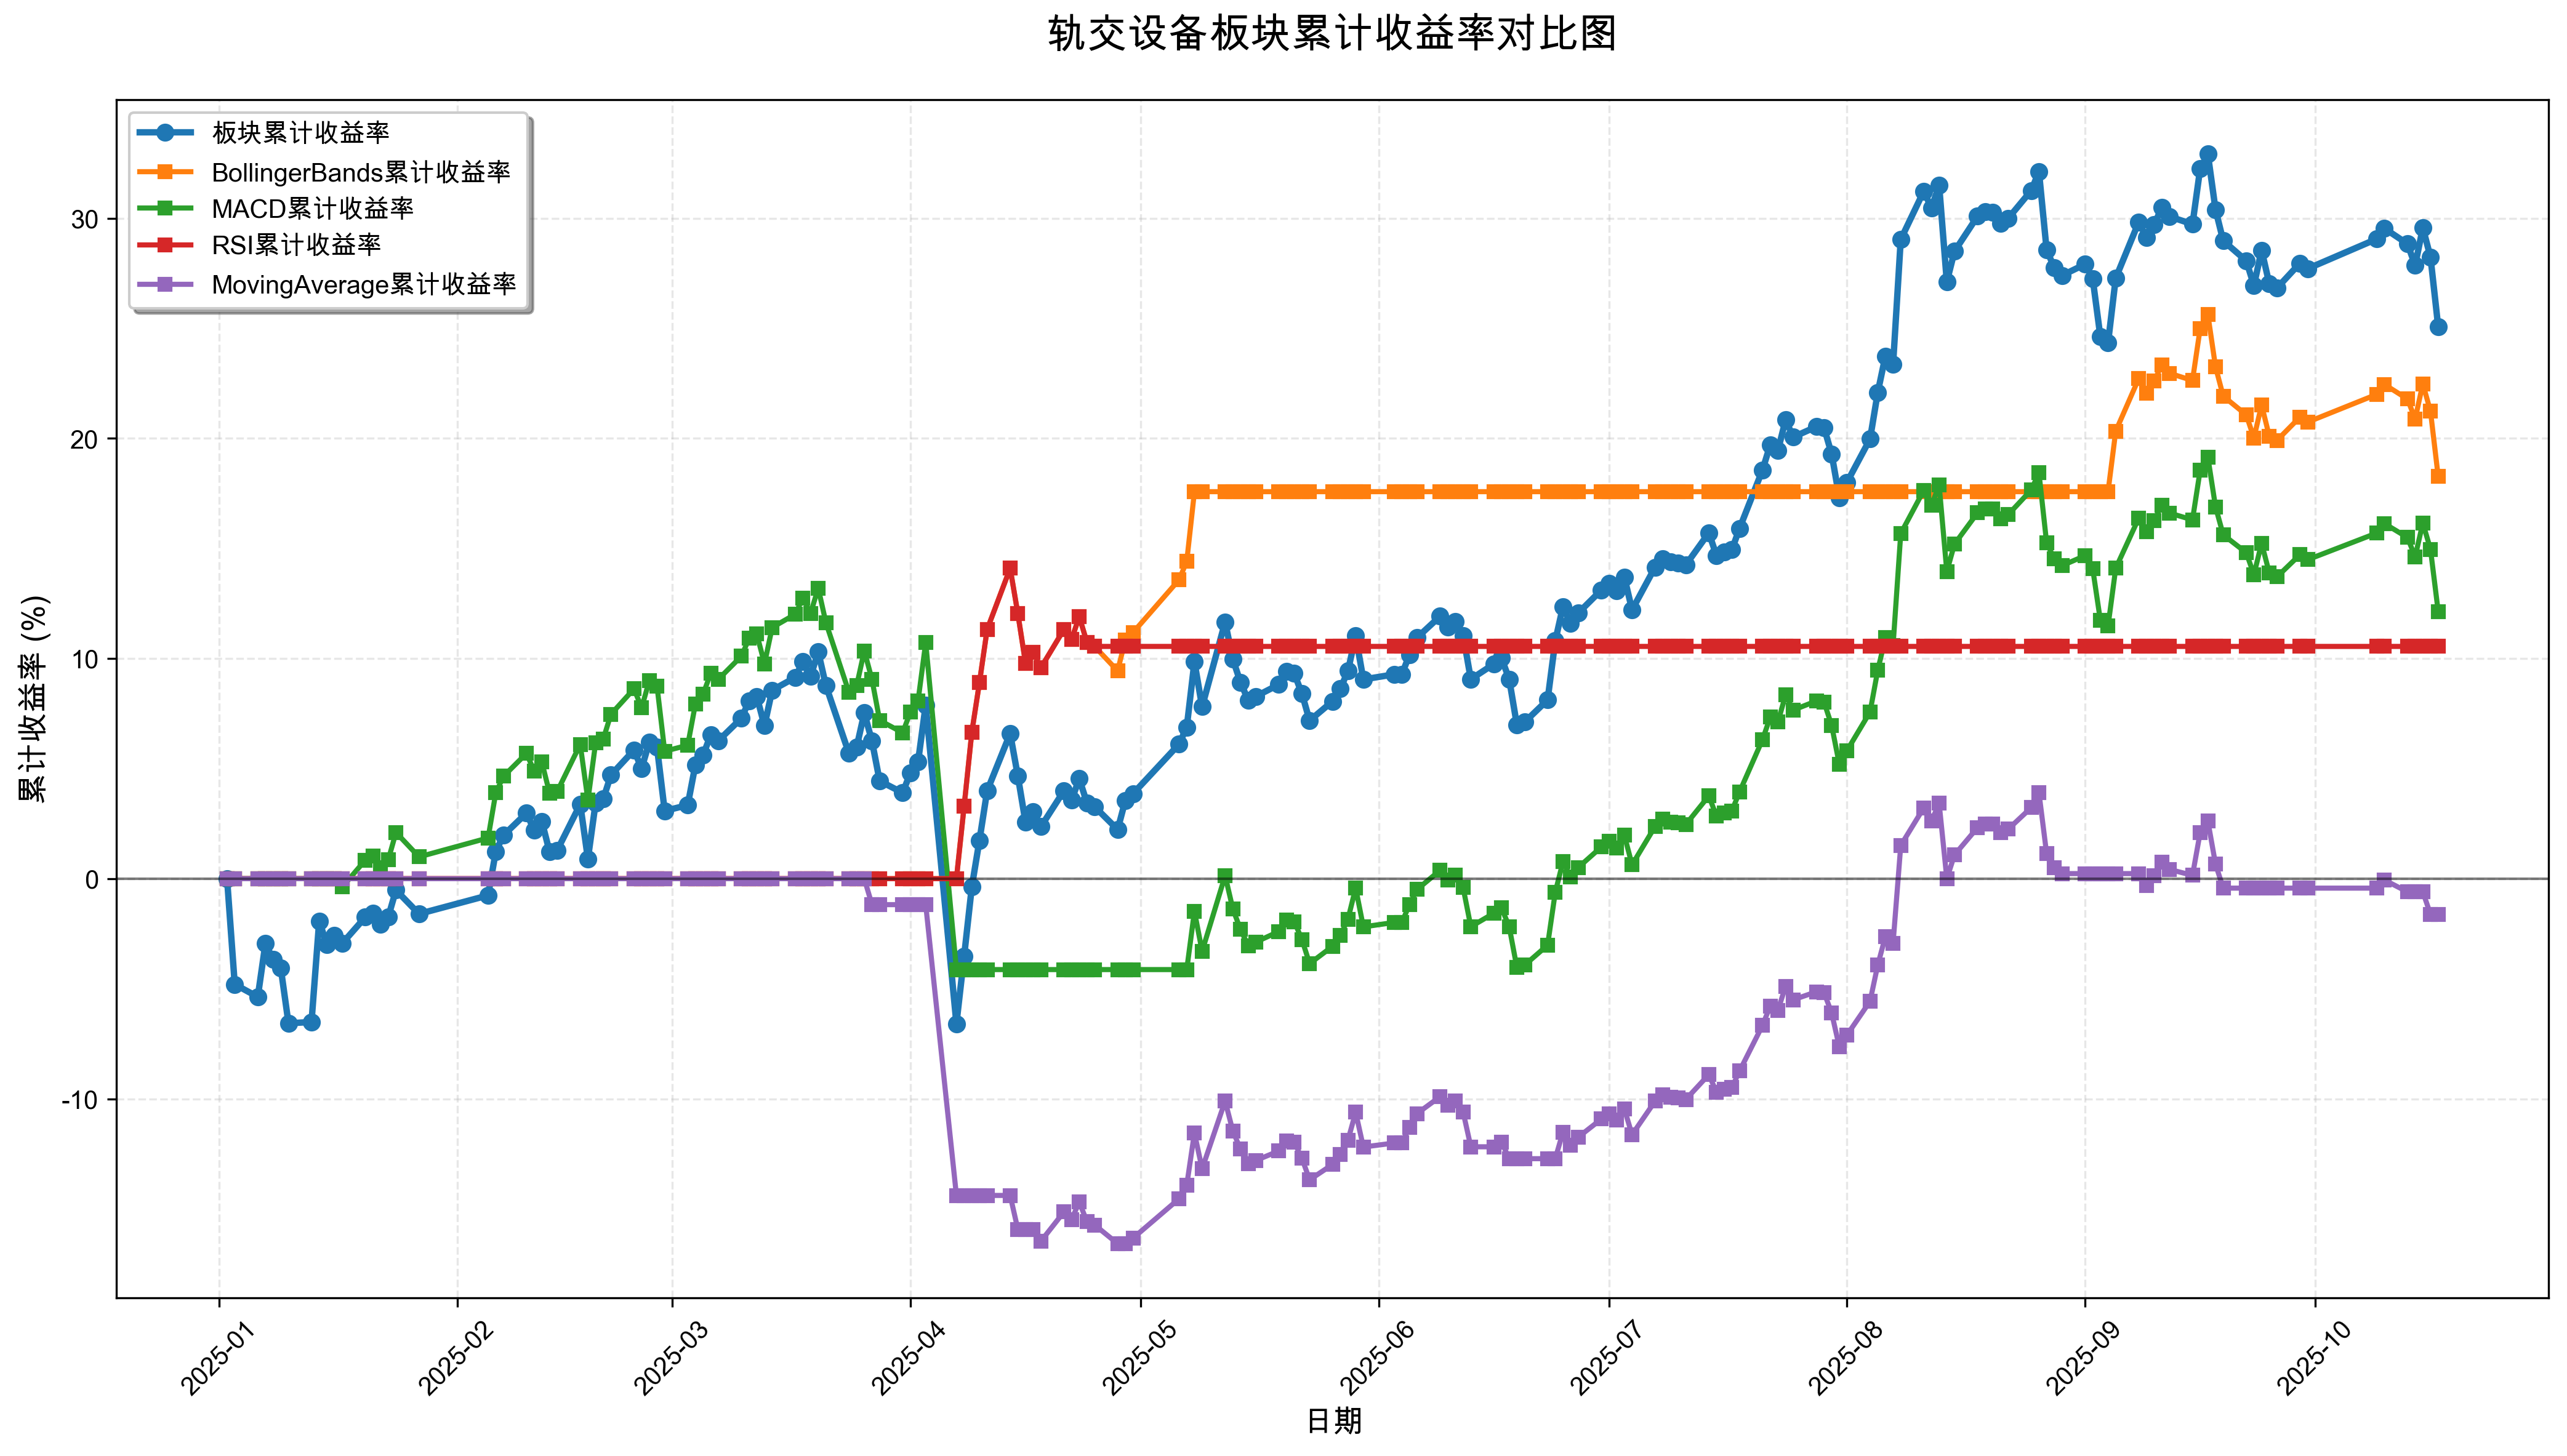 轨交设备板块累计收益率对比图
板块累计收益率
BollingerBands累计收益率
MACD累计收益率
RSI累计收益率
MovingAverage累计收益率
累计收益率 (%)
30
20
10
0
-10
2025-01
2025-02
2025-03
2025-04
2025-05
2025-06
2025-07
2025-08
2025-09
2025-10
日期